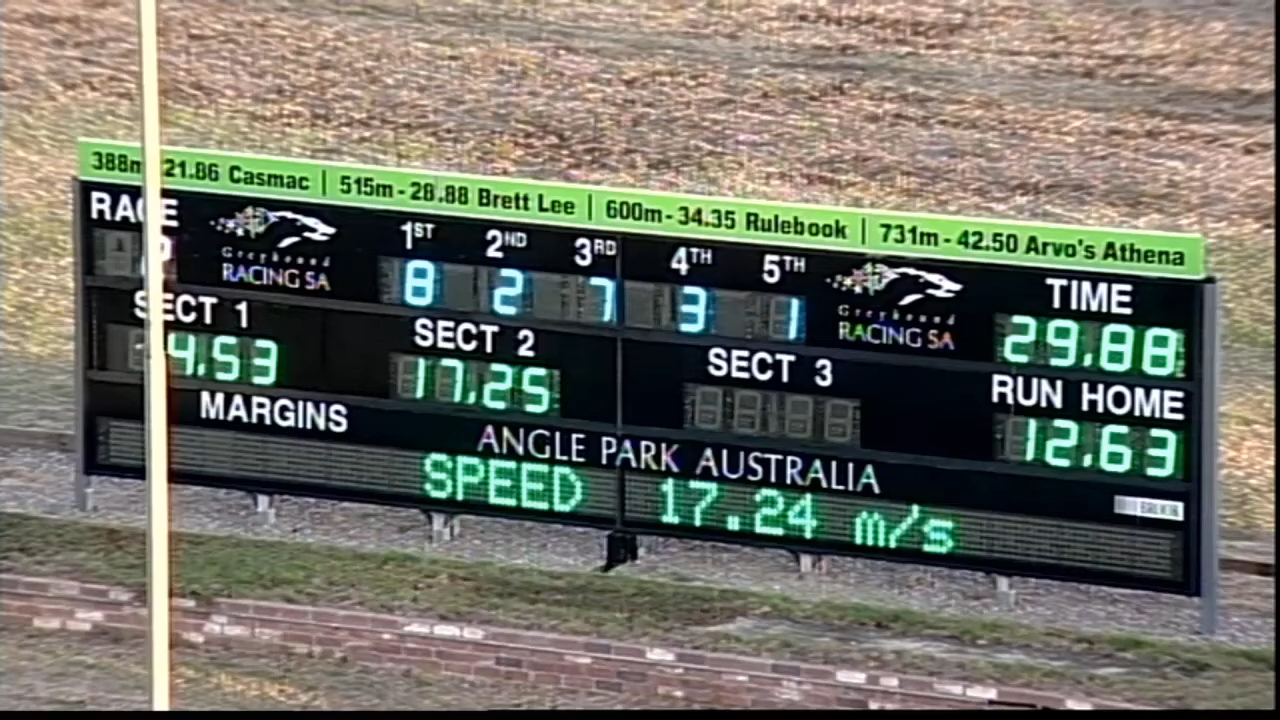 388m 21.86 Casmac | 515m - 28.88 Brett Lee | 600m - 34.35 Rulebook | 731m - 42.50 Arvo's Athena
RACE
Greyhound
RACING SA
1ST 2ND 3RD 4TH 5TH
8 2 7 3 1
Greyhound
RACING SA
TIME
29.88
SECT 1
4.53
SECT 2
17.25
SECT 3
RUN HOME
12.63
MARGINS
ANGLE PARK AUSTRALIA
SPEED 17.24 m/s